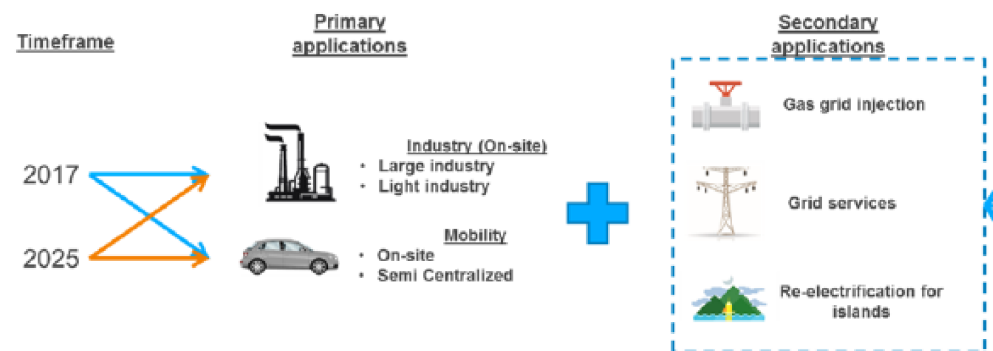 Timeframe
Primary
applications
Secondary
applications
2017
2025
Industry (On-site)
• Large industry
• Light industry
Mobility
• On-site
• Semi Centralized
Gas grid injection
Grid services
Re-electrification for
islands